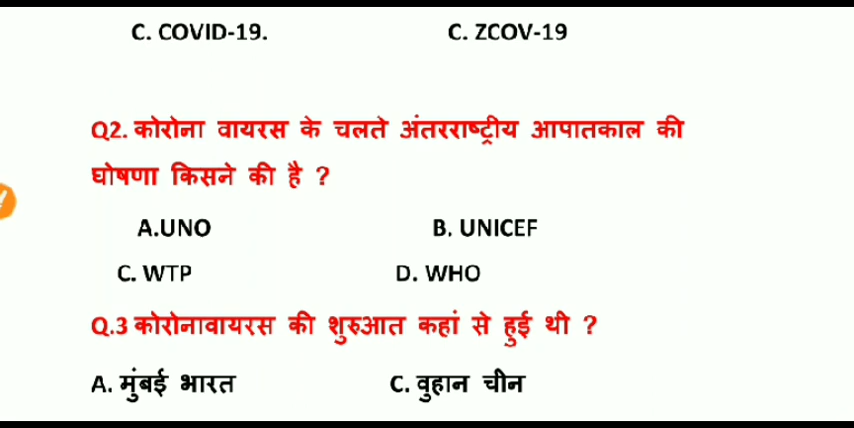 C. COVID-19. C. ZCOV-19
Q2. कोरोना वायरस के चलते अंतरराष्ट्रीय आपातकाल की
घोषणा किसने की है ?
A.UNO B. UNICEF
C. WTP D. WHO
Q.3 कोरोनावायरस की शुरुआत कहां से हुई थी ?
A. मुंबई भारत C. वुहान चीन